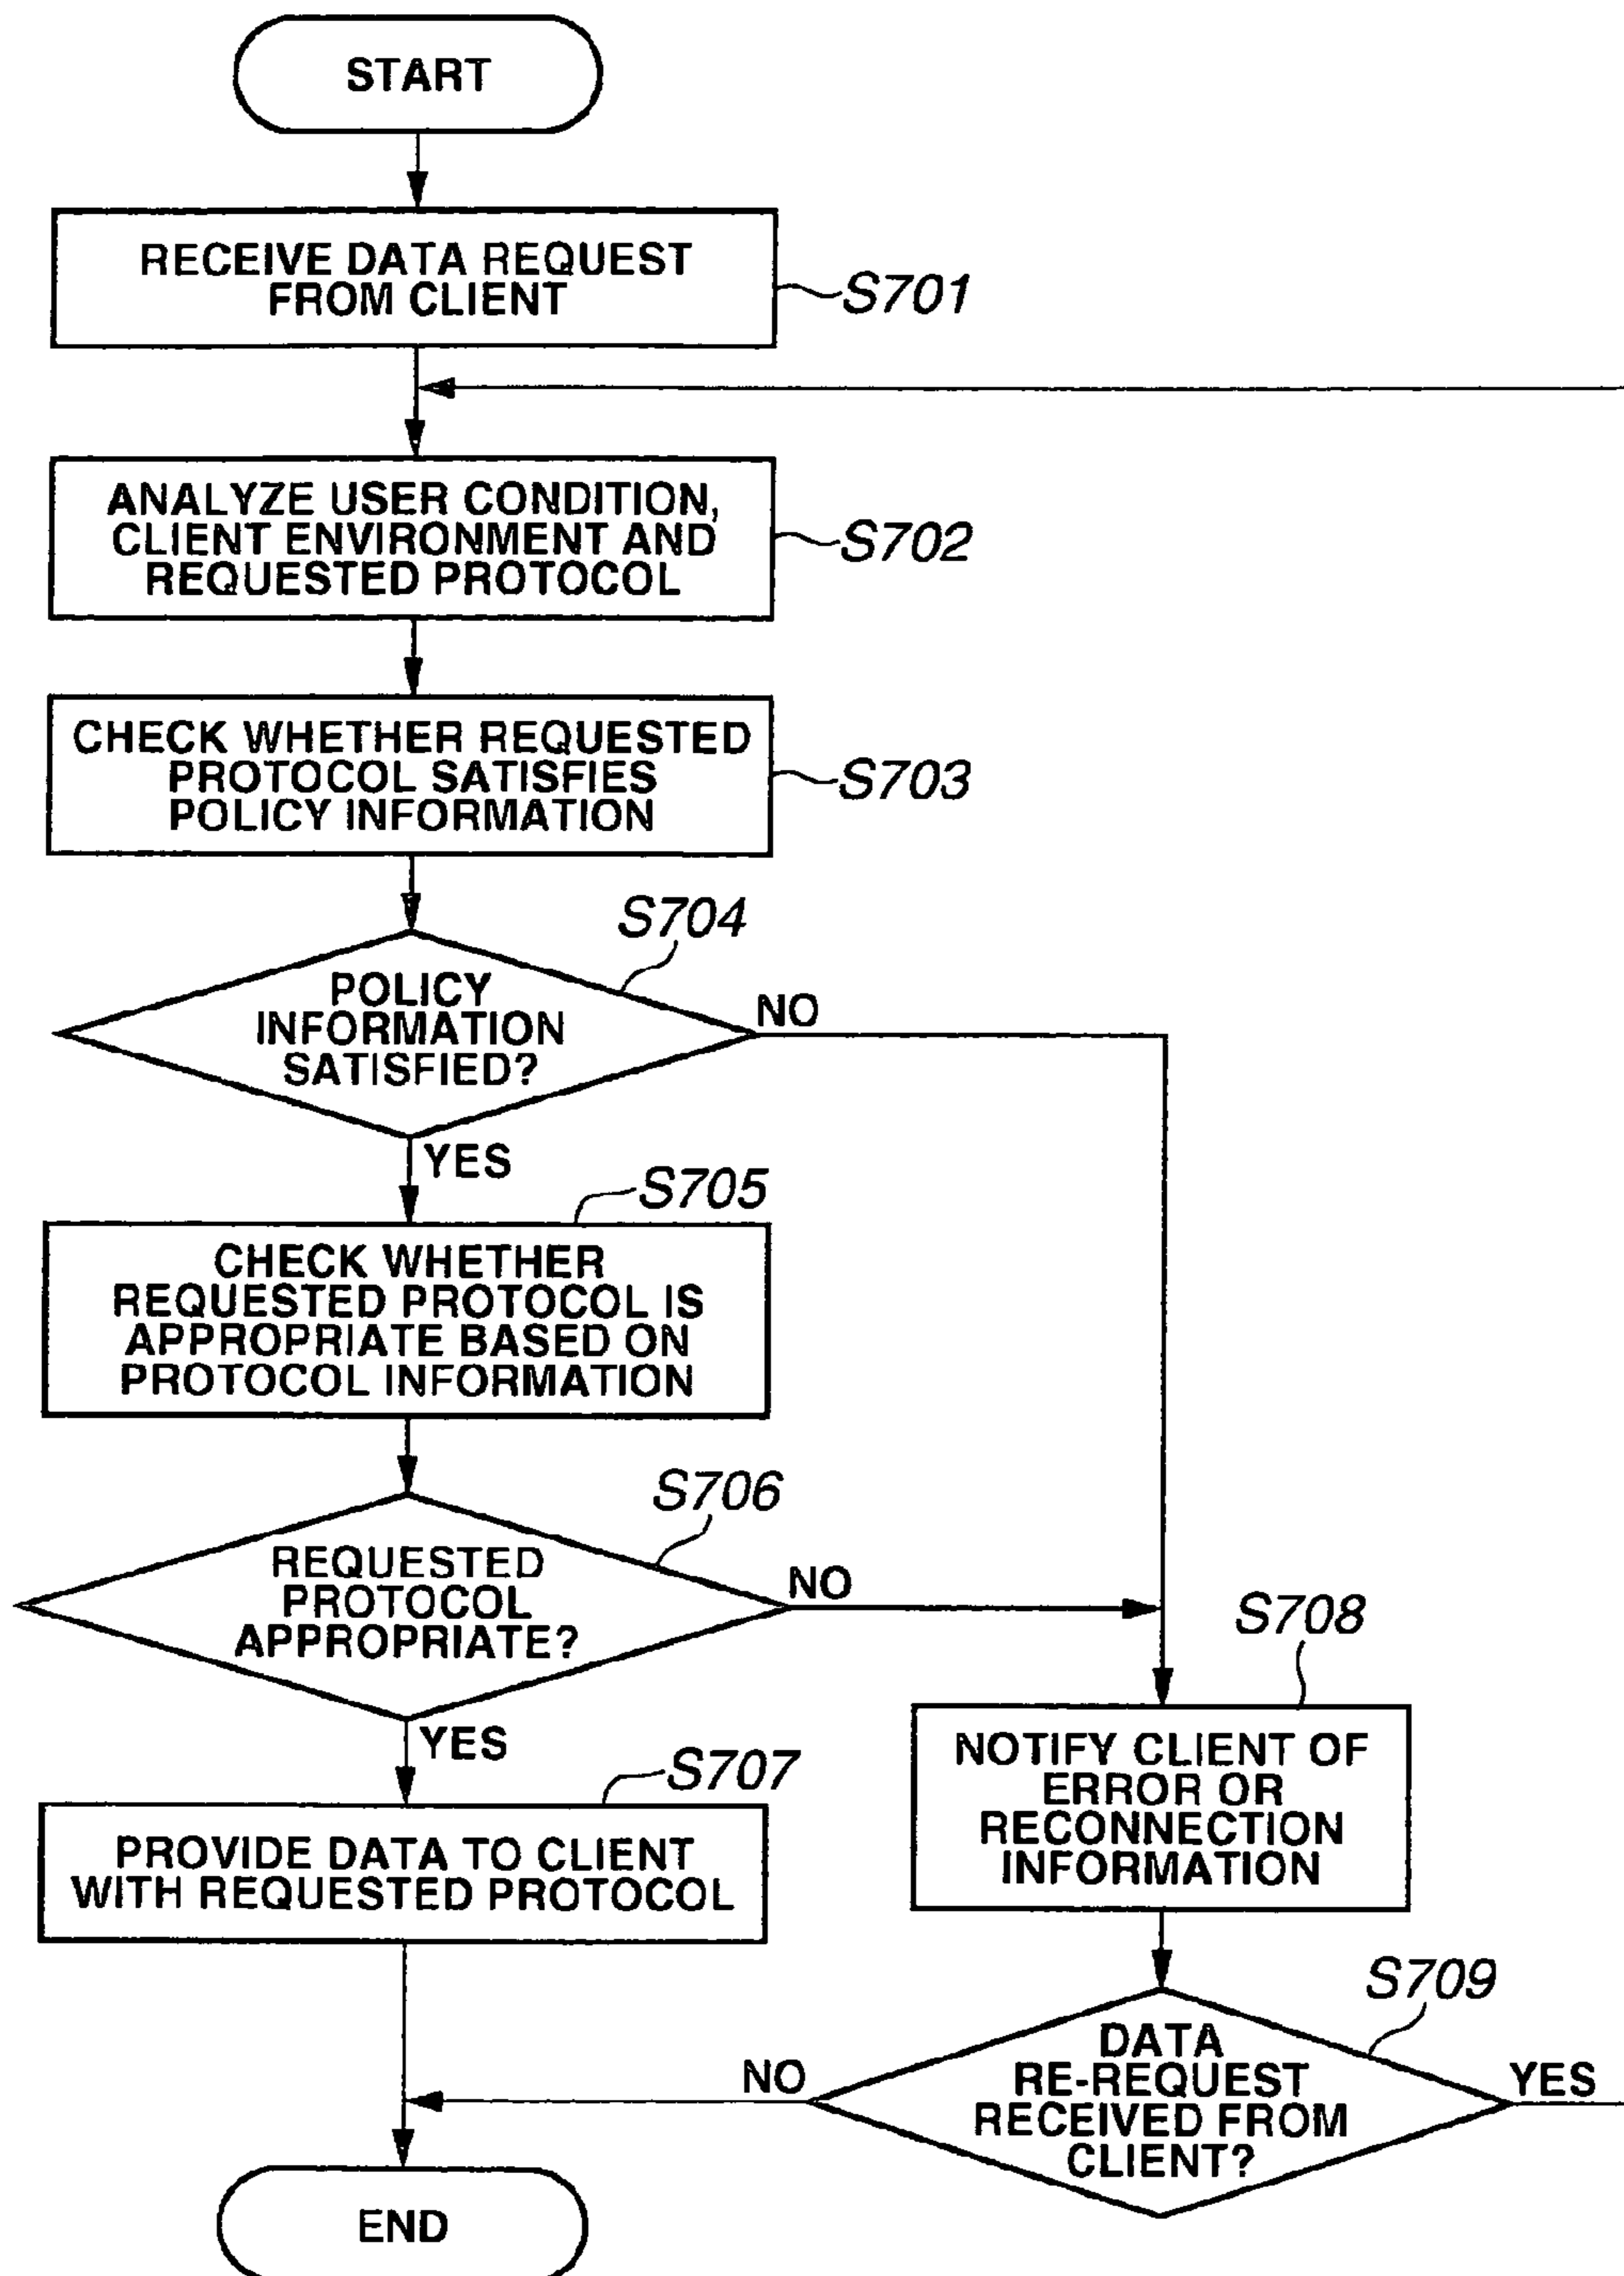 START
RECEIVE DATA REQUEST
FROM CLIENT
S701
ANALYZE USER CONDITION,
CLIENT ENVIRONMENT AND
REQUESTED PROTOCOL
S702
CHECK WHETHER REQUESTED
PROTOCOL SATISFIES
POLICY INFORMATION
S703
S704
POLICY
INFORMATION
SATISFIED?
NO
YES
S705
CHECK WHETHER
REQUESTED PROTOCOL IS
APPROPRIATE BASED ON
PROTOCOL INFORMATION
S706
REQUESTED
PROTOCOL
APPROPRIATE?
NO
YES
S707
PROVIDE DATA TO CLIENT
WITH REQUESTED PROTOCOL
S708
NOTIFY CLIENT OF
ERROR OR
RECONNECTION
INFORMATION
S709
DATA
RE-REQUEST
RECEIVED FROM
CLIENT?
NO
YES
END